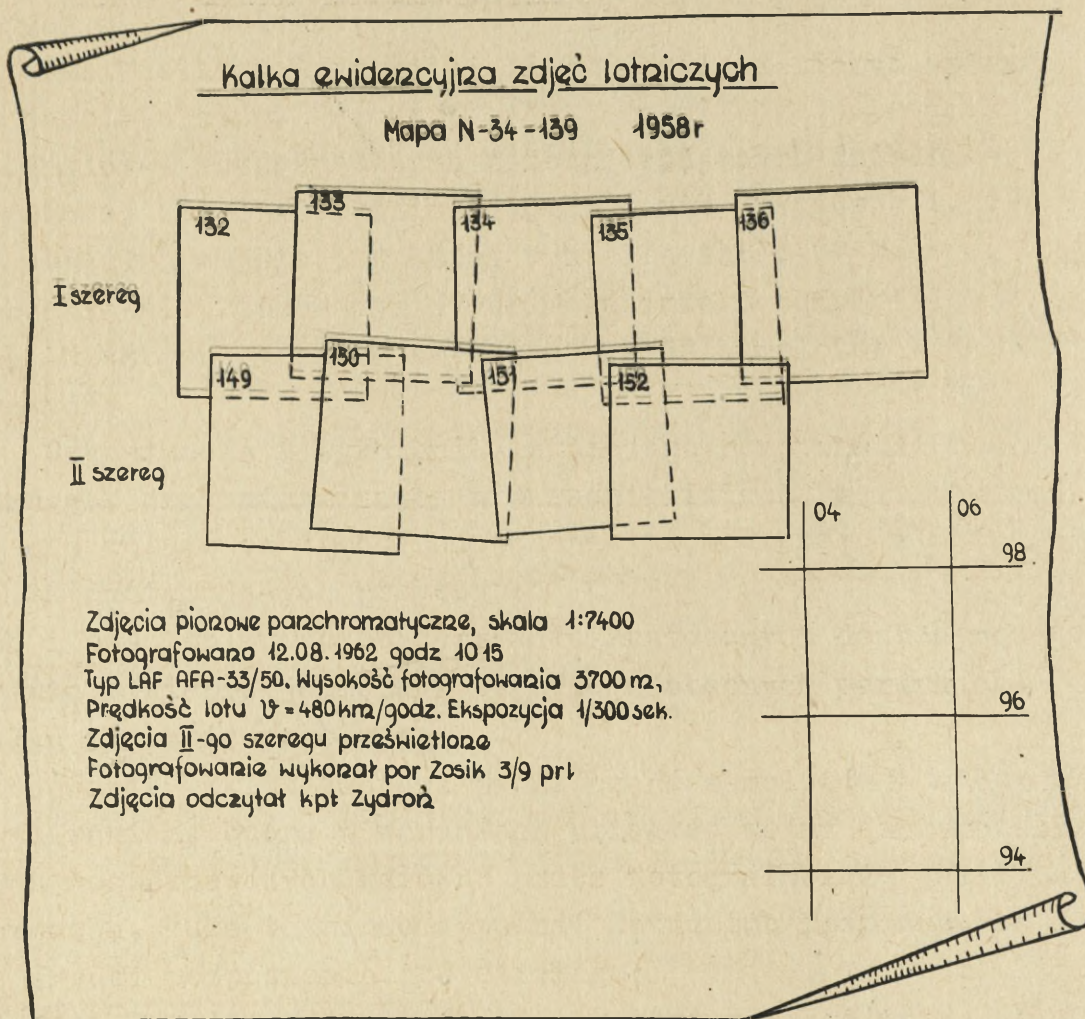 Kalka ewidencyjna zdjęć lotniczych
Mapa N-34-139 1958r
132
133
134
135
136
I szereg
149
150
151
152
II szereg
04
06
98
96
94
Zdjęcia pionowe panchromatyczne, skala 1:7400
Fotografowano 12.08.1962 godz 1015
Typ LAF AFA-33/50. Wysokość fotografowania 3700 m,
Prędkość lotu V = 480 km/godz. Ekspozycja 1/300 sek.
Zdjęcia II-go szeregu prześwietlone
Fotografowanie wykonał por Zosik 3/9 prl
Zdjęcia odczytał kpt Zydroń